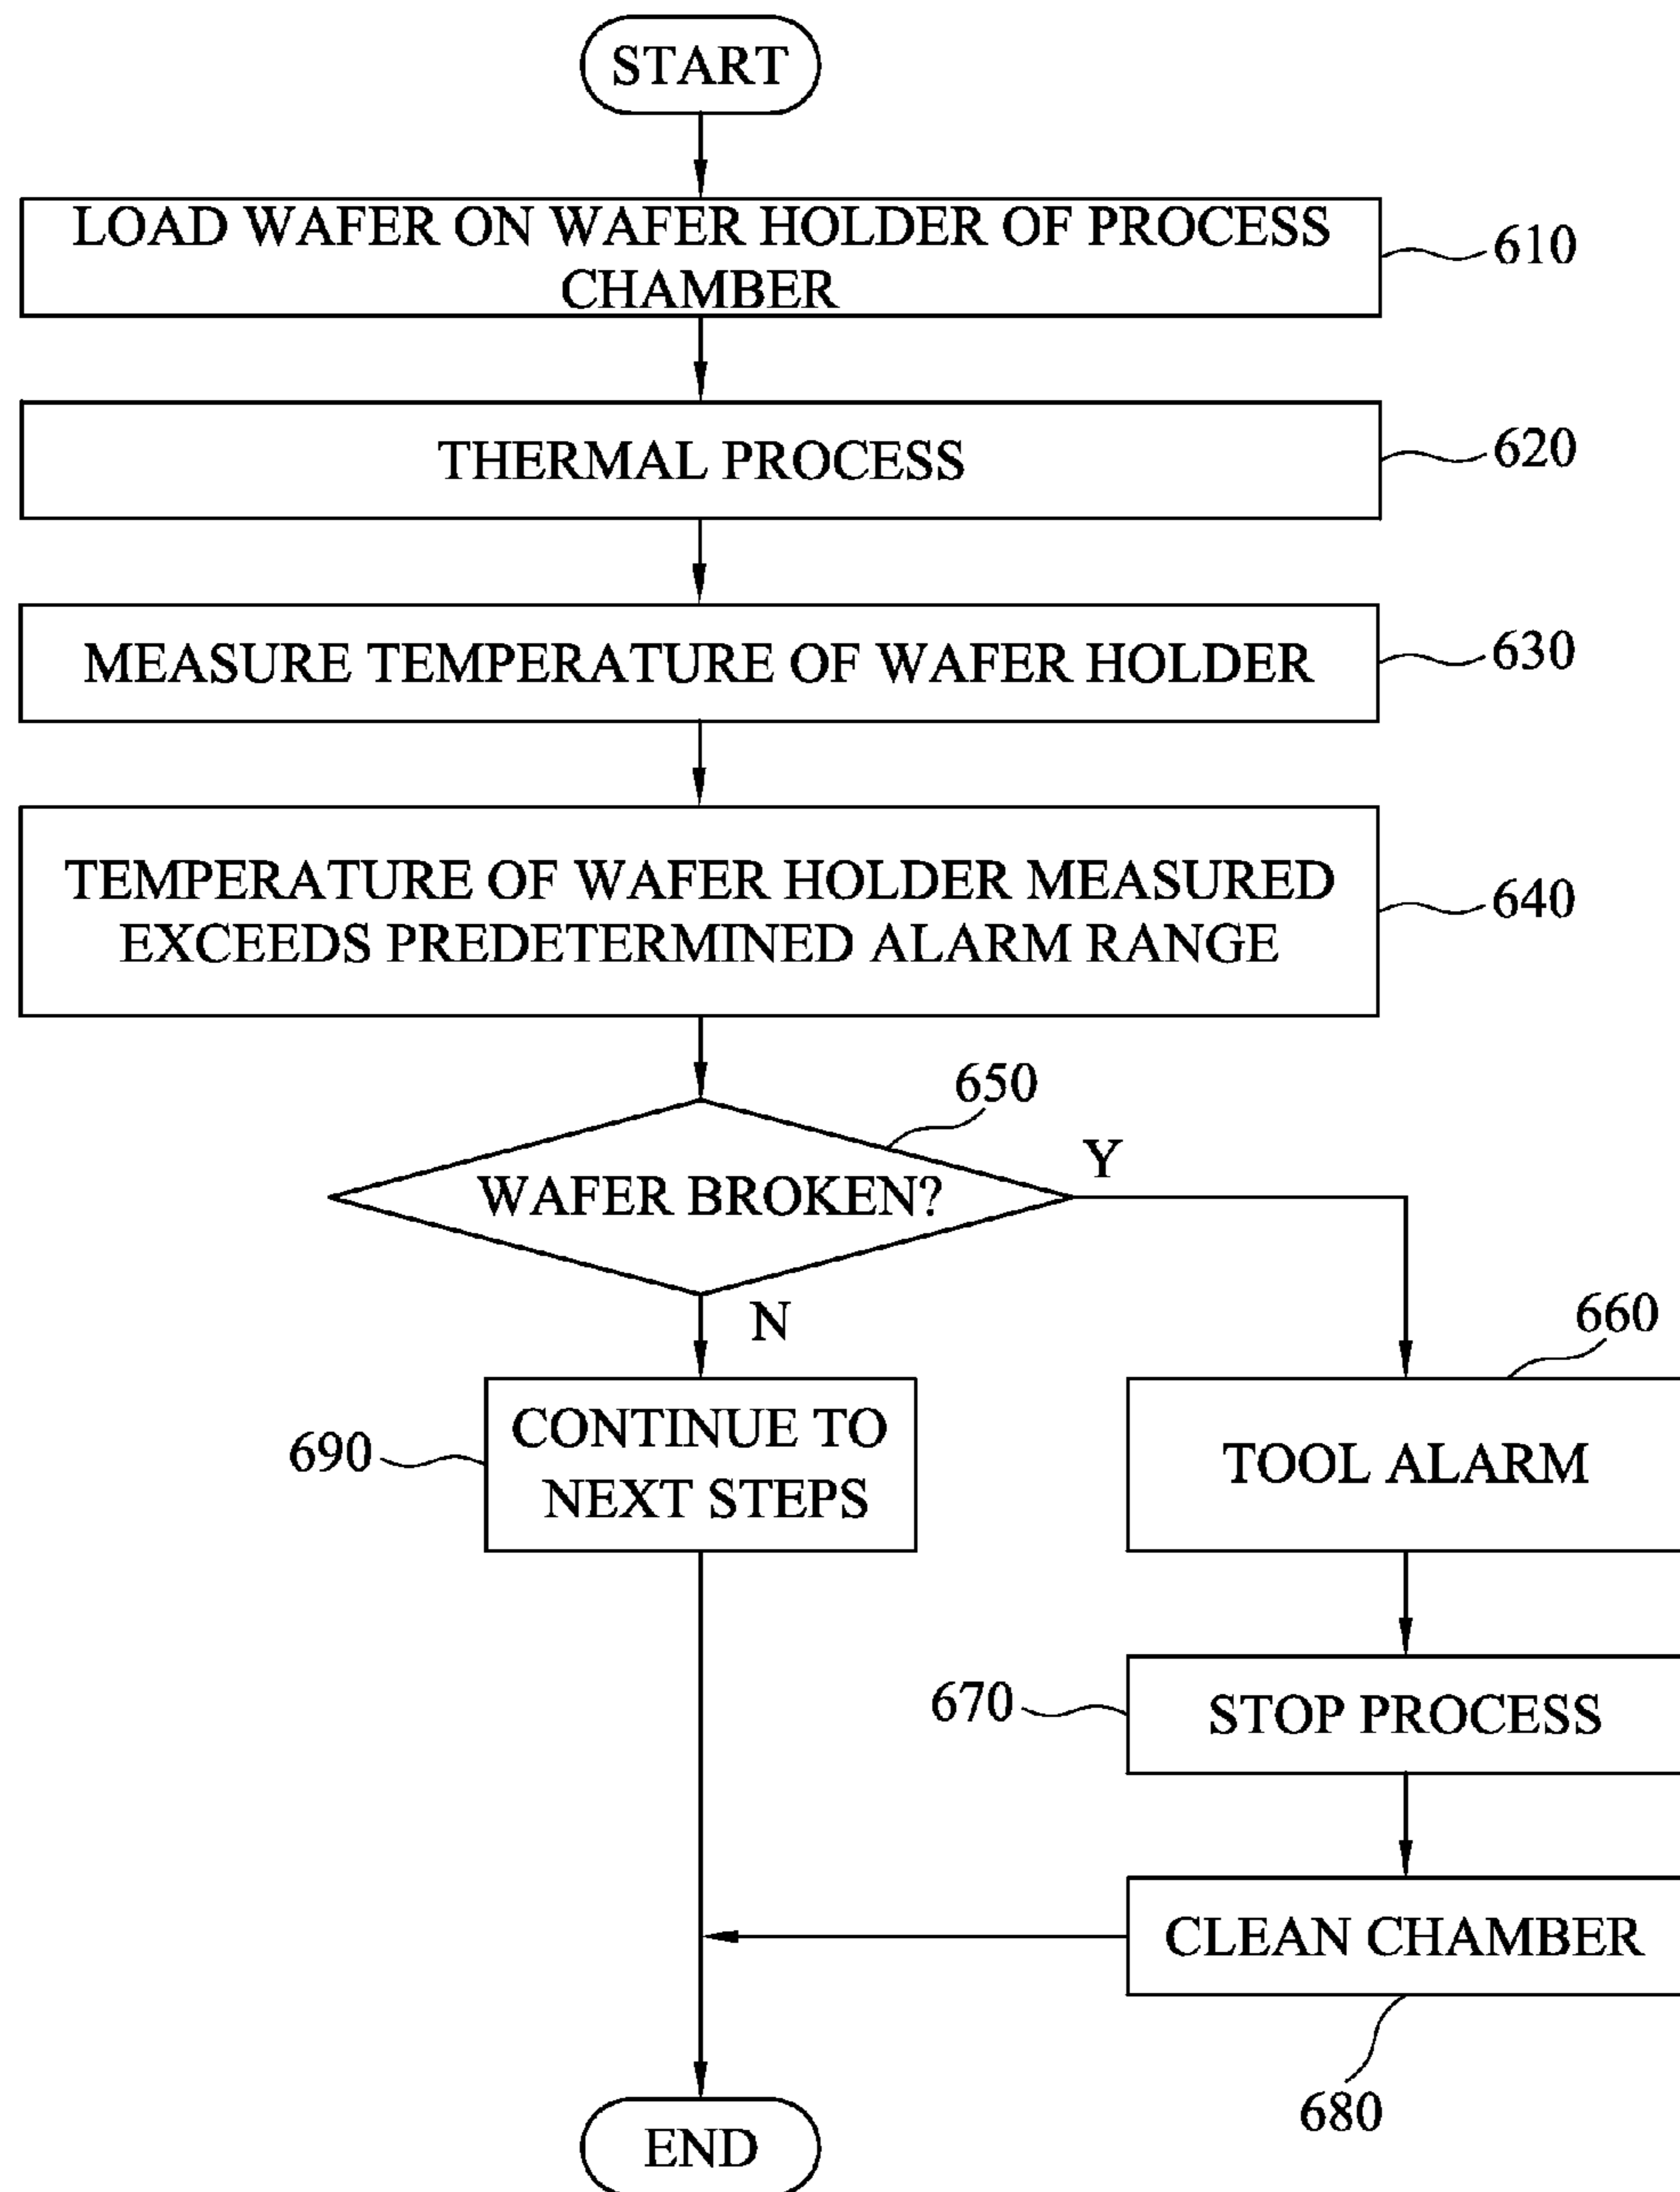 START
LOAD WAFER ON WAFER HOLDER OF PROCESS
CHAMBER
610
THERMAL PROCESS
620
MEASURE TEMPERATURE OF WAFER HOLDER
630
TEMPERATURE OF WAFER HOLDER MEASURED
EXCEEDS PREDETERMINED ALARM RANGE
640
650
WAFER BROKEN?
Y
N
660
690
CONTINUE TO
NEXT STEPS
TOOL ALARM
670
STOP PROCESS
CLEAN CHAMBER
680
END